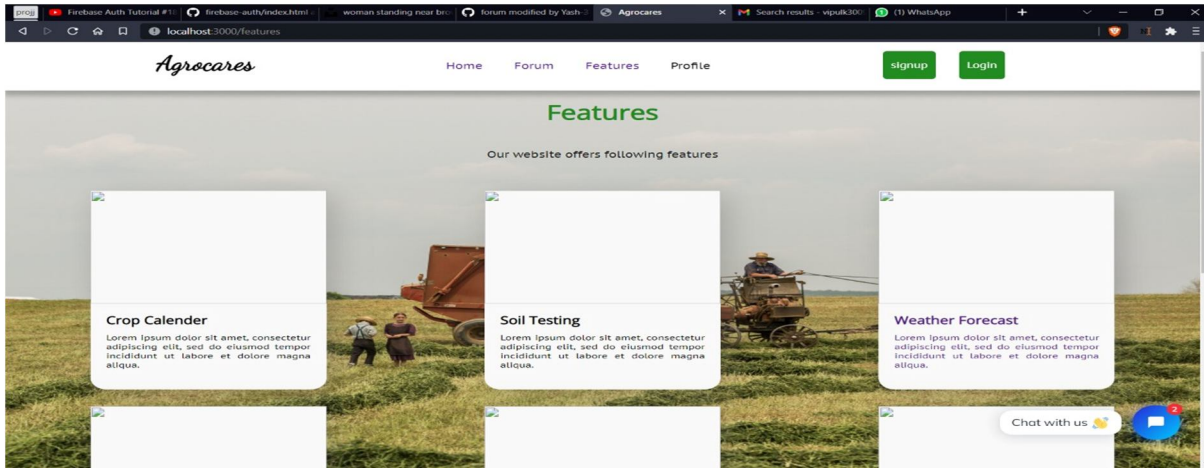 projj
Firebase Auth Tutorial #18
firebase-auth/index.html a
woman standing near bro
forum modified by Yash-3
Agrocares
Search results - vipulk300
(1) WhatsApp
localhost:3000/features
Agrocares
Home Forum Features Profile
signup Login
Features
Our website offers following features
Crop Calender
Lorem ipsum dolor sit amet, consectetur
adipiscing elit, sed do eiusmod tempor
incididunt ut labore et dolore magna
aliqua.
Soil Testing
Lorem ipsum dolor sit amet, consectetur
adipiscing elit, sed do eiusmod tempor
incididunt ut labore et dolore magna
aliqua.
Weather Forecast
Lorem ipsum dolor sit amet, consectetur
adipiscing elit, sed do eiusmod tempor
incididunt ut labore et dolore magna
aliqua.
Chat with us 👋
2